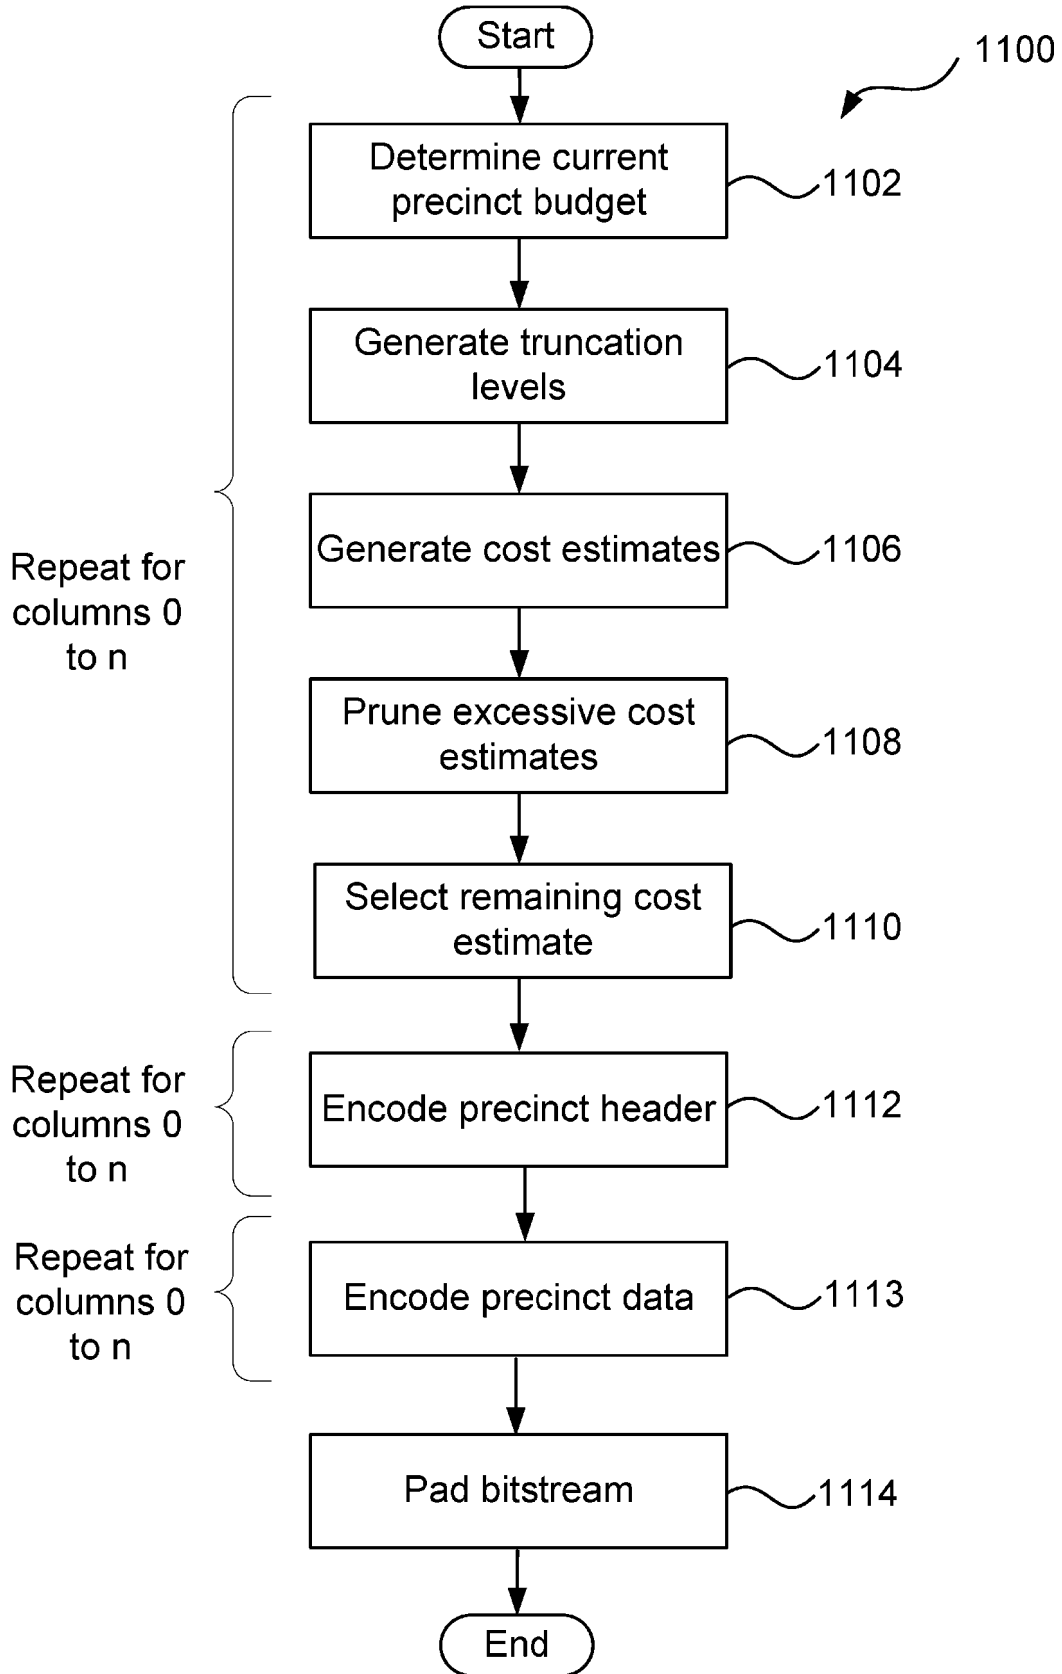 Start
1100
Determine current
precinct budget
1102
Generate truncation
levels
1104
Generate cost estimates
1106
Repeat for
columns 0
to n
Prune excessive cost
estimates
1108
Select remaining cost
estimate
1110
Repeat for
columns 0
to n
Encode precinct header
1112
Repeat for
columns 0
to n
Encode precinct data
1113
Pad bitstream
1114
End